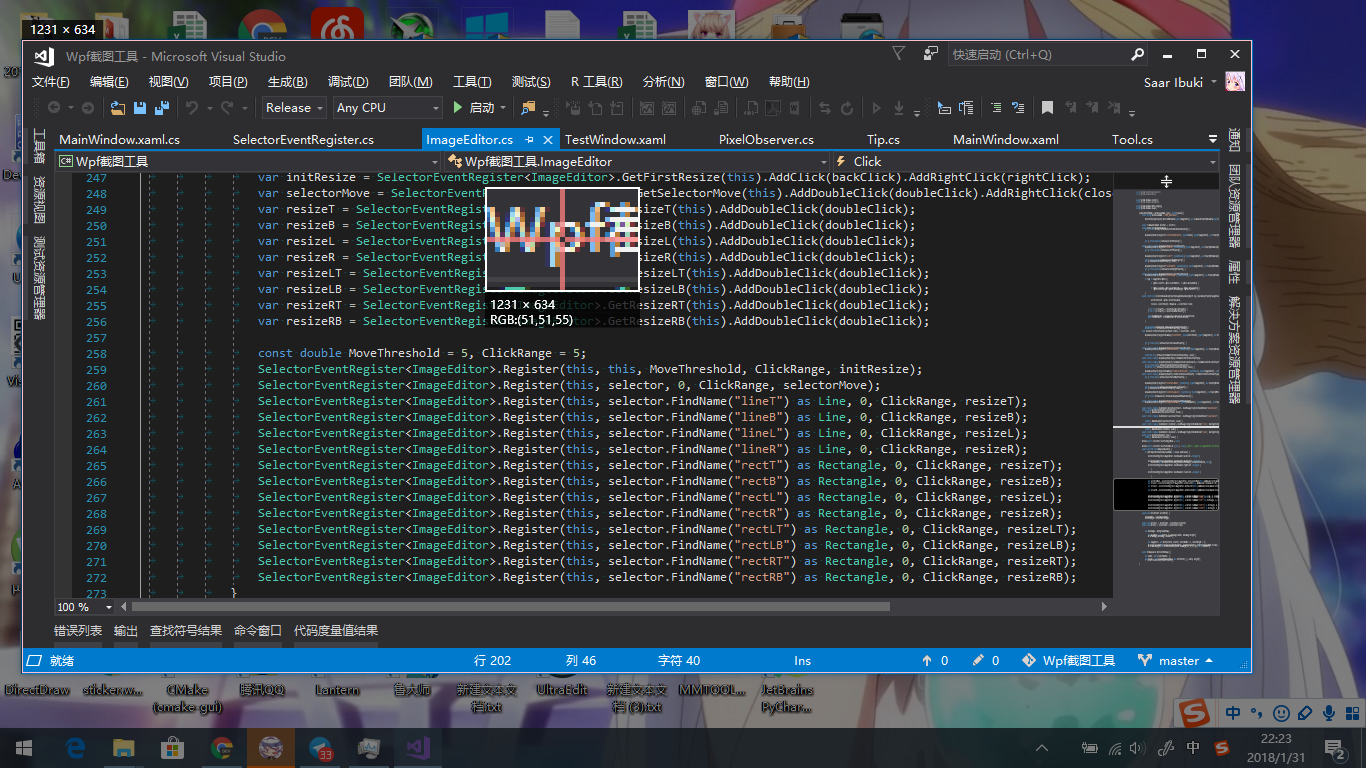 1231 × 634
Wpf截图工具 - Microsoft Visual Studio
快速启动 (Ctrl+Q)
文件(F) 编辑(E) 视图(V) 项目(P) 生成(B) 调试(D) 团队(M) 工具(T) 测试(S) R 工具(R) 分析(N) 窗口(W) 帮助(H)
Saar Ibuki
Release Any CPU 启动
MainWindow.xaml.cs SelectorEventRegister.cs ImageEditor.cs TestWindow.xaml PixelObserver.cs Tip.cs MainWindow.xaml Tool.cs
Wpf截图工具 Wpf截图工具.ImageEditor Click
工具箱
资源视图
测试资源管理器
通知
团队资源管理器
属性
解决方案资源管理器
247 var initResize = SelectorEventRegister<ImageEditor>.GetFirstResize(this).AddClick(backClick).AddRightClick(rightClick);
248 var selectorMove = SelectorEventRegis GetSelectorMove(this).AddDoubleClick(doubleClick).AddRightClick(clos
249 var resizeT = SelectorEventRegis esizeT(this).AddDoubleClick(doubleClick);
250 var resizeB = SelectorEventRegis esizeB(this).AddDoubleClick(doubleClick);
251 var resizeL = SelectorEventRegis esizeL(this).AddDoubleClick(doubleClick);
252 var resizeR = SelectorEventRegis esizeR(this).AddDoubleClick(doubleClick);
253 var resizeLT = SelectorEventRegis esizeLT(this).AddDoubleClick(doubleClick);
254 var resizeLB = SelectorEventRegis esizeLB(this).AddDoubleClick(doubleClick);
255 var resizeRT = SelectorEventRegis ditor>.GetResizeRT(this).AddDoubleClick(doubleClick);
256 var resizeRB = SelectorEventRegis ditor>.GetResizeRB(this).AddDoubleClick(doubleClick);
Wpf
1231 × 634
RGB:(51,51,55)
257
258 const double MoveThreshold = 5, ClickRange = 5;
259 SelectorEventRegister<ImageEditor>.Register(this, this, MoveThreshold, ClickRange, initResize);
260 SelectorEventRegister<ImageEditor>.Register(this, selector, 0, ClickRange, selectorMove);
261 SelectorEventRegister<ImageEditor>.Register(this, selector.FindName("lineT") as Line, 0, ClickRange, resizeT);
262 SelectorEventRegister<ImageEditor>.Register(this, selector.FindName("lineB") as Line, 0, ClickRange, resizeB);
263 SelectorEventRegister<ImageEditor>.Register(this, selector.FindName("lineL") as Line, 0, ClickRange, resizeL);
264 SelectorEventRegister<ImageEditor>.Register(this, selector.FindName("lineR") as Line, 0, ClickRange, resizeR);
265 SelectorEventRegister<ImageEditor>.Register(this, selector.FindName("rectT") as Rectangle, 0, ClickRange, resizeT);
266 SelectorEventRegister<ImageEditor>.Register(this, selector.FindName("rectB") as Rectangle, 0, ClickRange, resizeB);
267 SelectorEventRegister<ImageEditor>.Register(this, selector.FindName("rectL") as Rectangle, 0, ClickRange, resizeL);
268 SelectorEventRegister<ImageEditor>.Register(this, selector.FindName("rectR") as Rectangle, 0, ClickRange, resizeR);
269 SelectorEventRegister<ImageEditor>.Register(this, selector.FindName("rectLT") as Rectangle, 0, ClickRange, resizeLT);
270 SelectorEventRegister<ImageEditor>.Register(this, selector.FindName("rectLB") as Rectangle, 0, ClickRange, resizeLB);
271 SelectorEventRegister<ImageEditor>.Register(this, selector.FindName("rectRT") as Rectangle, 0, ClickRange, resizeRT);
272 SelectorEventRegister<ImageEditor>.Register(this, selector.FindName("rectRB") as Rectangle, 0, ClickRange, resizeRB);
273 }
100 %
错误列表 输出 查找符号结果 命令窗口 代码度量值结果
就绪 行 202 列 46 字符 40 Ins 0 0 Wpf截图工具 master
DirectDraw stickerw... CMake 腾讯QQ Lantern 鲁大师 新建文本文 UltraEdit 新建文本文 MMTOOL... JetBrains
(cmake-gui) 档.txt 档 (3).txt PyChar...
中
33
中
22:23
2018/1/31
2